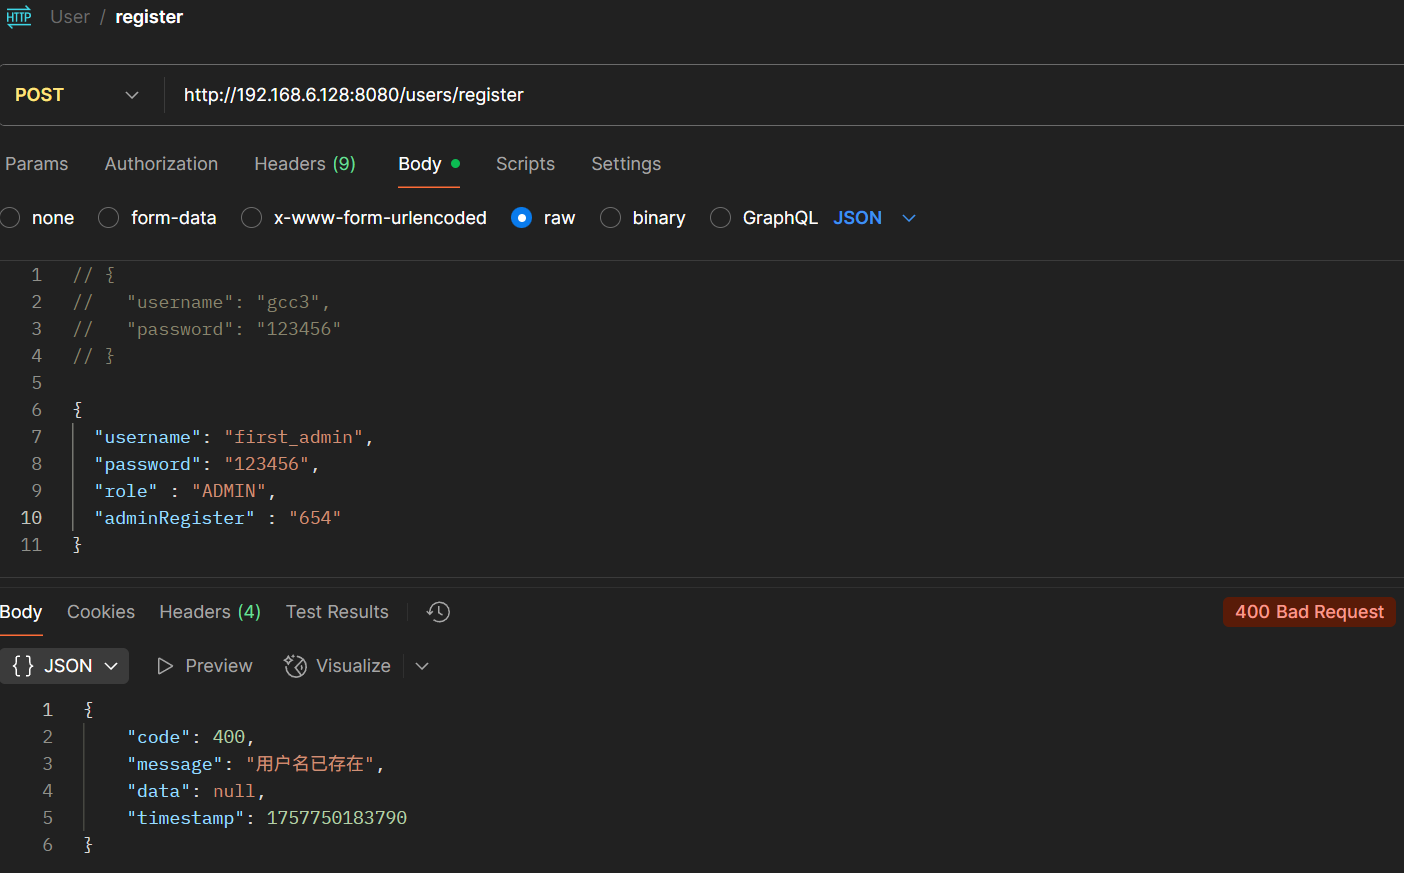 HTTP User / register
POST http://192.168.6.128:8080/users/register
Params Authorization Headers (9) Body Scripts Settings
none form-data x-www-form-urlencoded raw binary GraphQL JSON
1 // {
2 //   "username": "gcc3",
3 //   "password": "123456"
4 // }
5
6 {
7   "username": "first_admin",
8   "password": "123456",
9   "role" : "ADMIN",
10   "adminRegister" : "654"
11 }
Body Cookies Headers (4) Test Results 400 Bad Request
{} JSON Preview Visualize
1 {
2     "code": 400,
3     "message": "用户名已存在",
4     "data": null,
5     "timestamp": 1757750183790
6 }